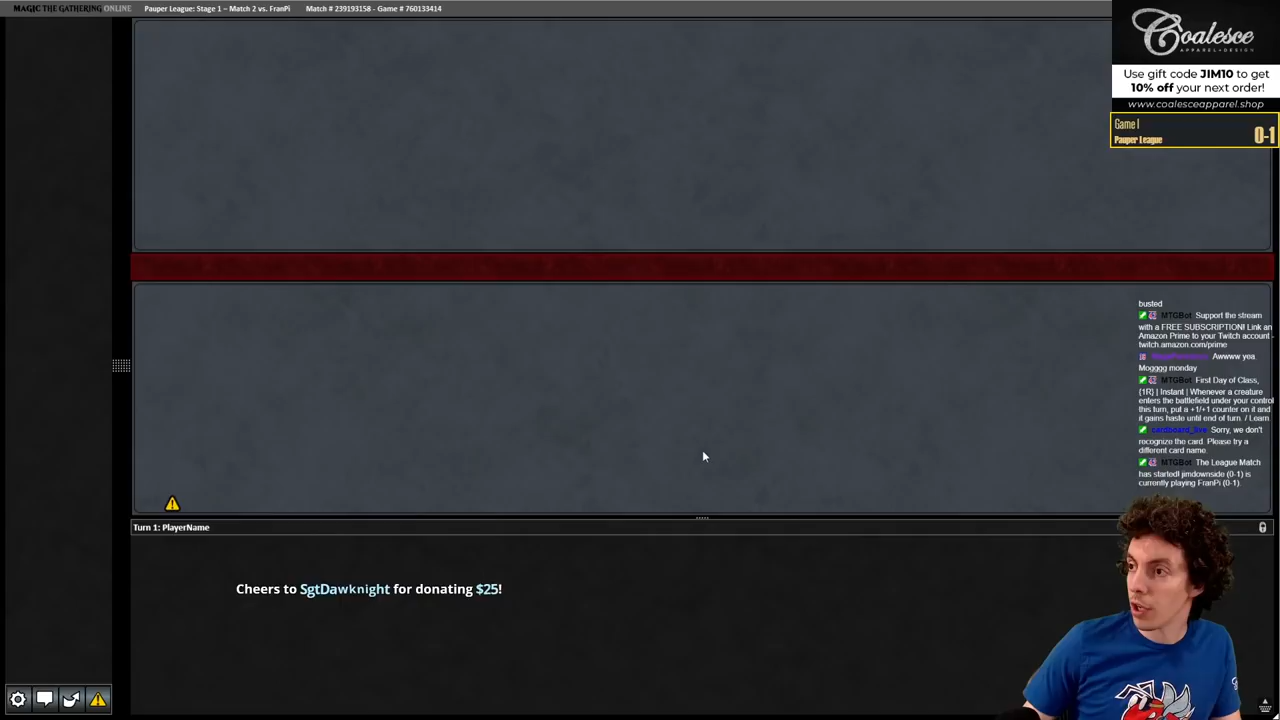 MAGIC THE GATHERING ONLINE
Pauper League: Stage 1 – Match 2 vs. FranPi
Match # 239193158 - Game # 760133414
Coalesce
APPAREL+DESIGN
Use gift code JIM10 to get
10% off your next order!
www.coalesceapparel.shop
Game 1
Pauper League
0-1
busted
MTGBot Support the stream
with a FREE SUBSCRIPTION! Link an
Amazon Prime to your Twitch account -
twitch.amazon.com/prime
Awwww yea.
Mogggg monday
MTGBot First Day of Class,
{1R} | Instant | Whenever a creature
enters the battlefield under your control
this turn, put a +1/+1 counter on it and
it gains haste until end of turn. / Learn
cardboard_live Sorry, we don't
recognize the card. Please try a
different card name.
MTGBot The League Match
has started! jimdownside (0-1) is
currently playing FranPi (0-1).
Turn 1: PlayerName
Cheers to SgtDawknight for donating $25!